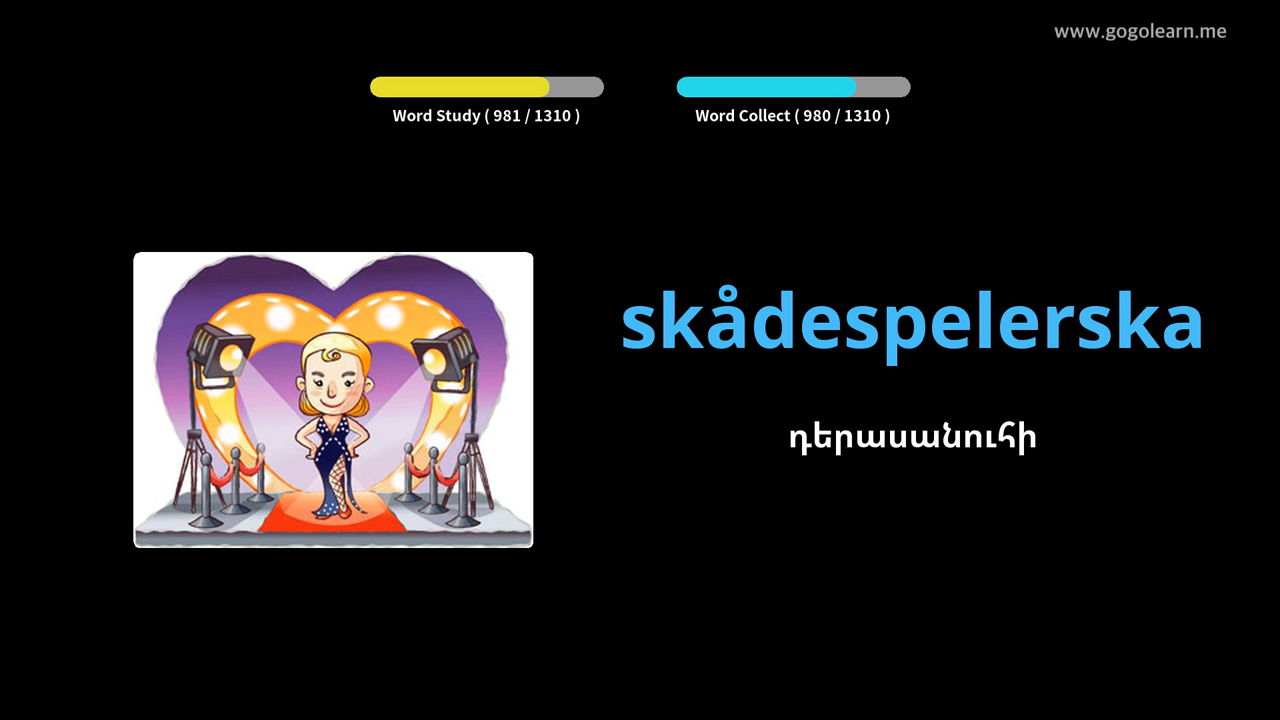 www.gogolearn.me
Word Study ( 981 / 1310 )
Word Collect ( 980 / 1310 )
skådespelerska
դերասանուհի